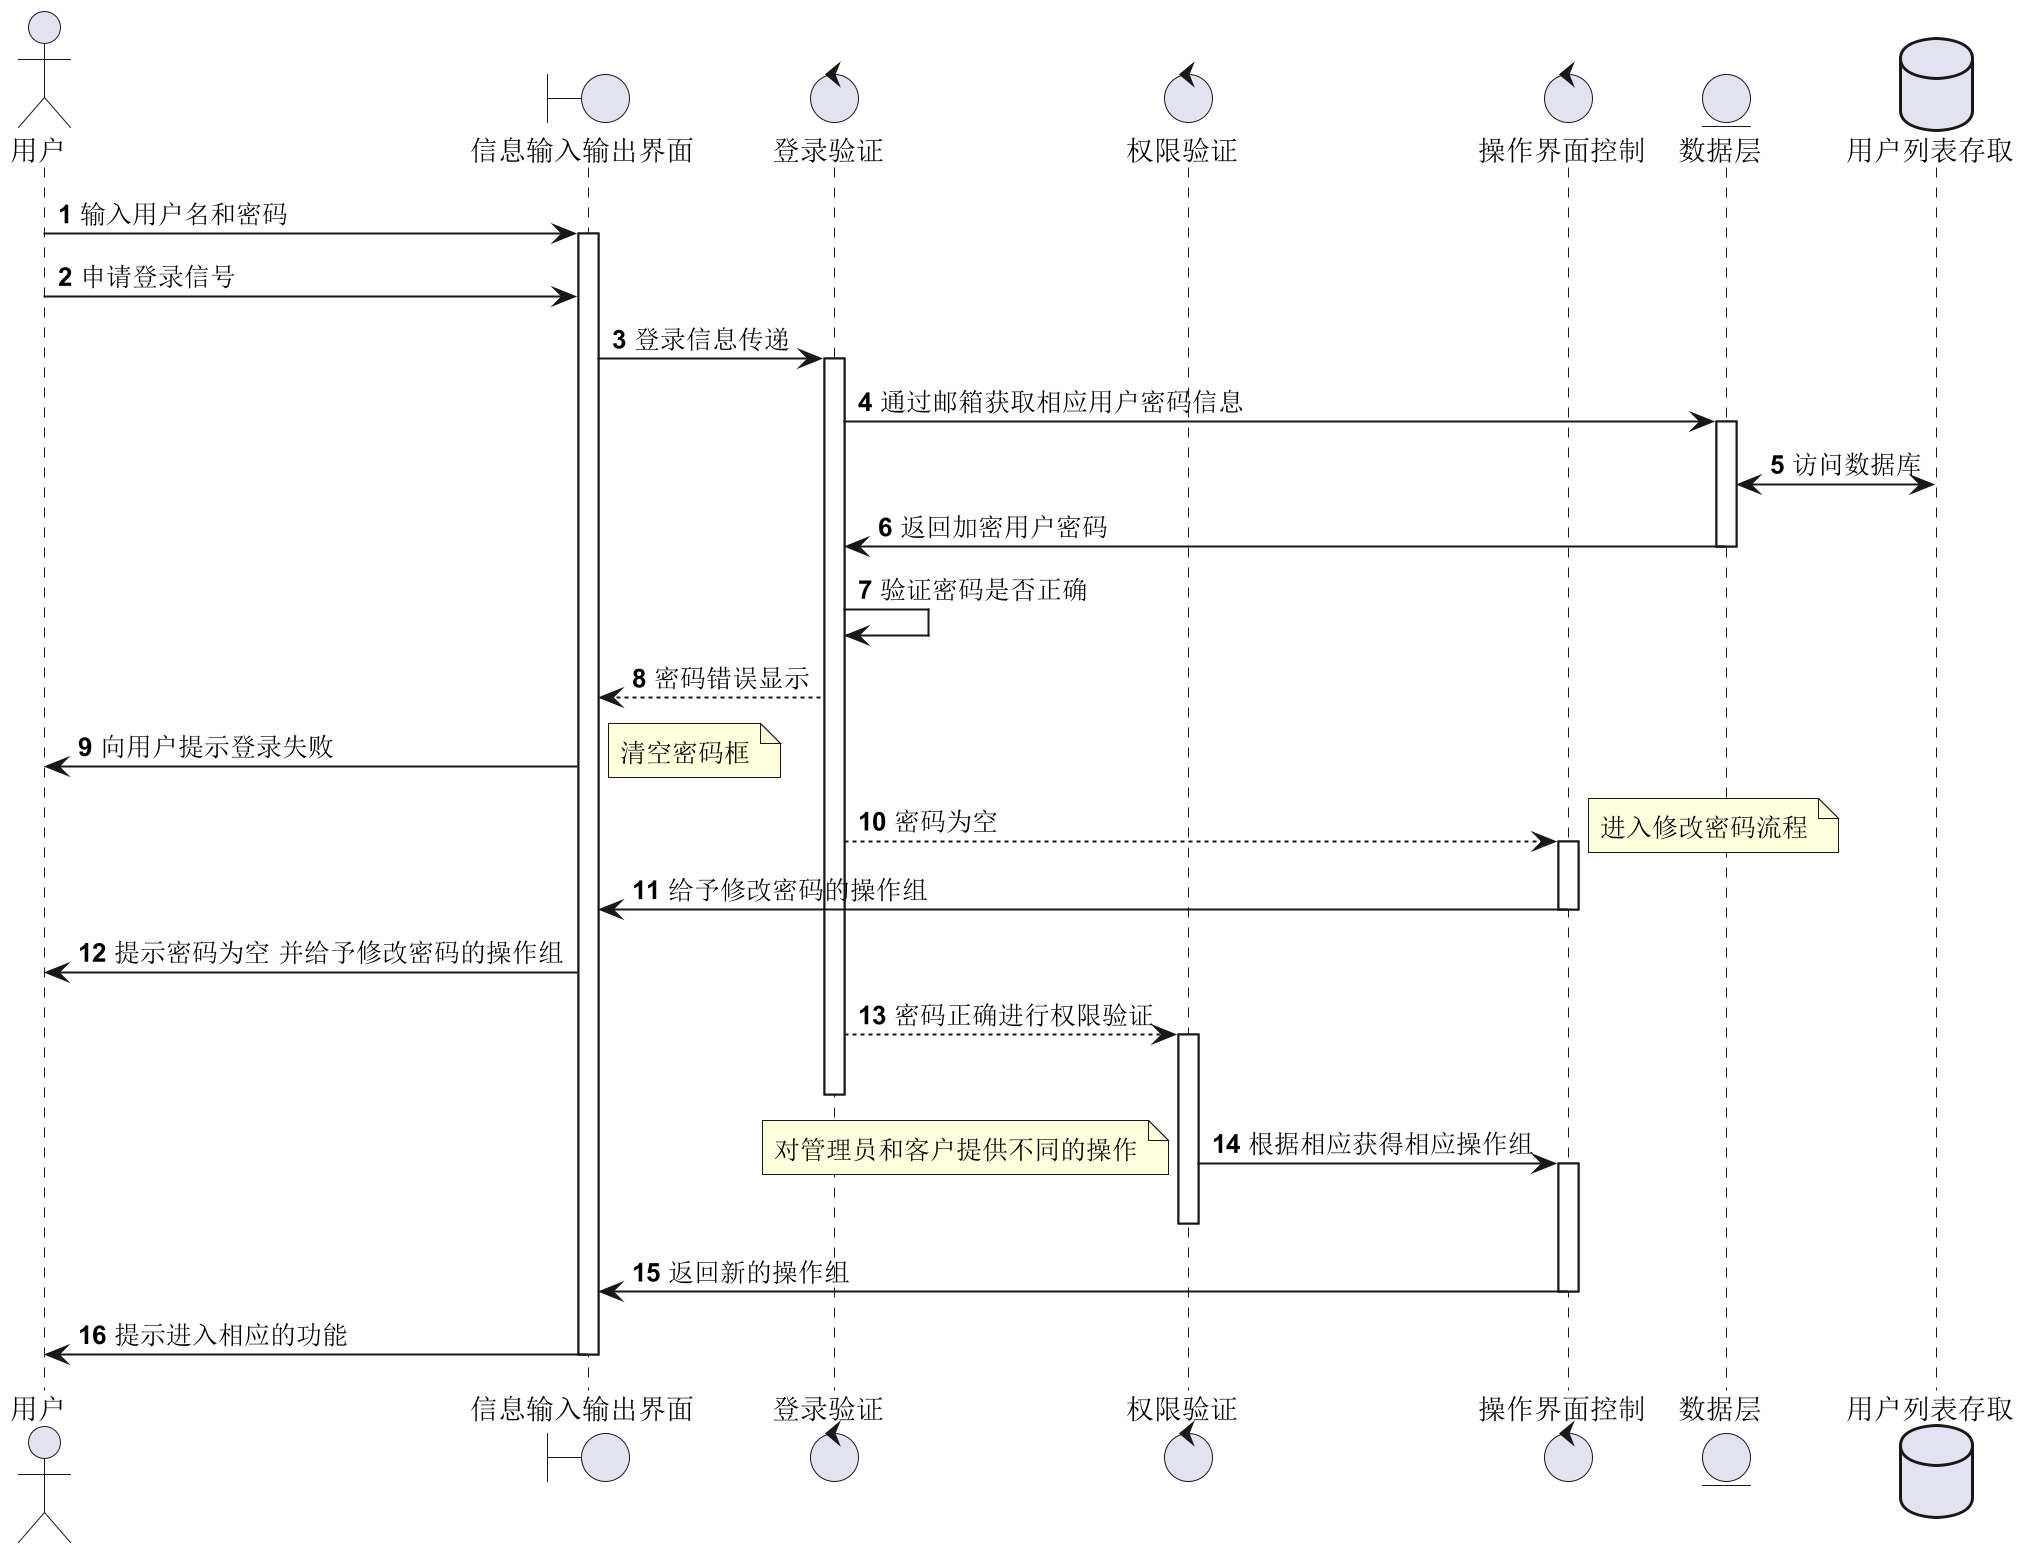 用户
信息输入输出界面
登录验证
权限验证
操作界面控制
数据层
用户列表存取
1 输入用户名和密码
2 申请登录信号
3 登录信息传递
4 通过邮箱获取相应用户密码信息
5 访问数据库
6 返回加密用户密码
7 验证密码是否正确
8 密码错误显示
9 向用户提示登录失败
清空密码框
10 密码为空
进入修改密码流程
11 给予修改密码的操作组
12 提示密码为空 并给予修改密码的操作组
13 密码正确进行权限验证
对管理员和客户提供不同的操作
14 根据相应获得相应操作组
15 返回新的操作组
16 提示进入相应的功能
用户
信息输入输出界面
登录验证
权限验证
操作界面控制
数据层
用户列表存取